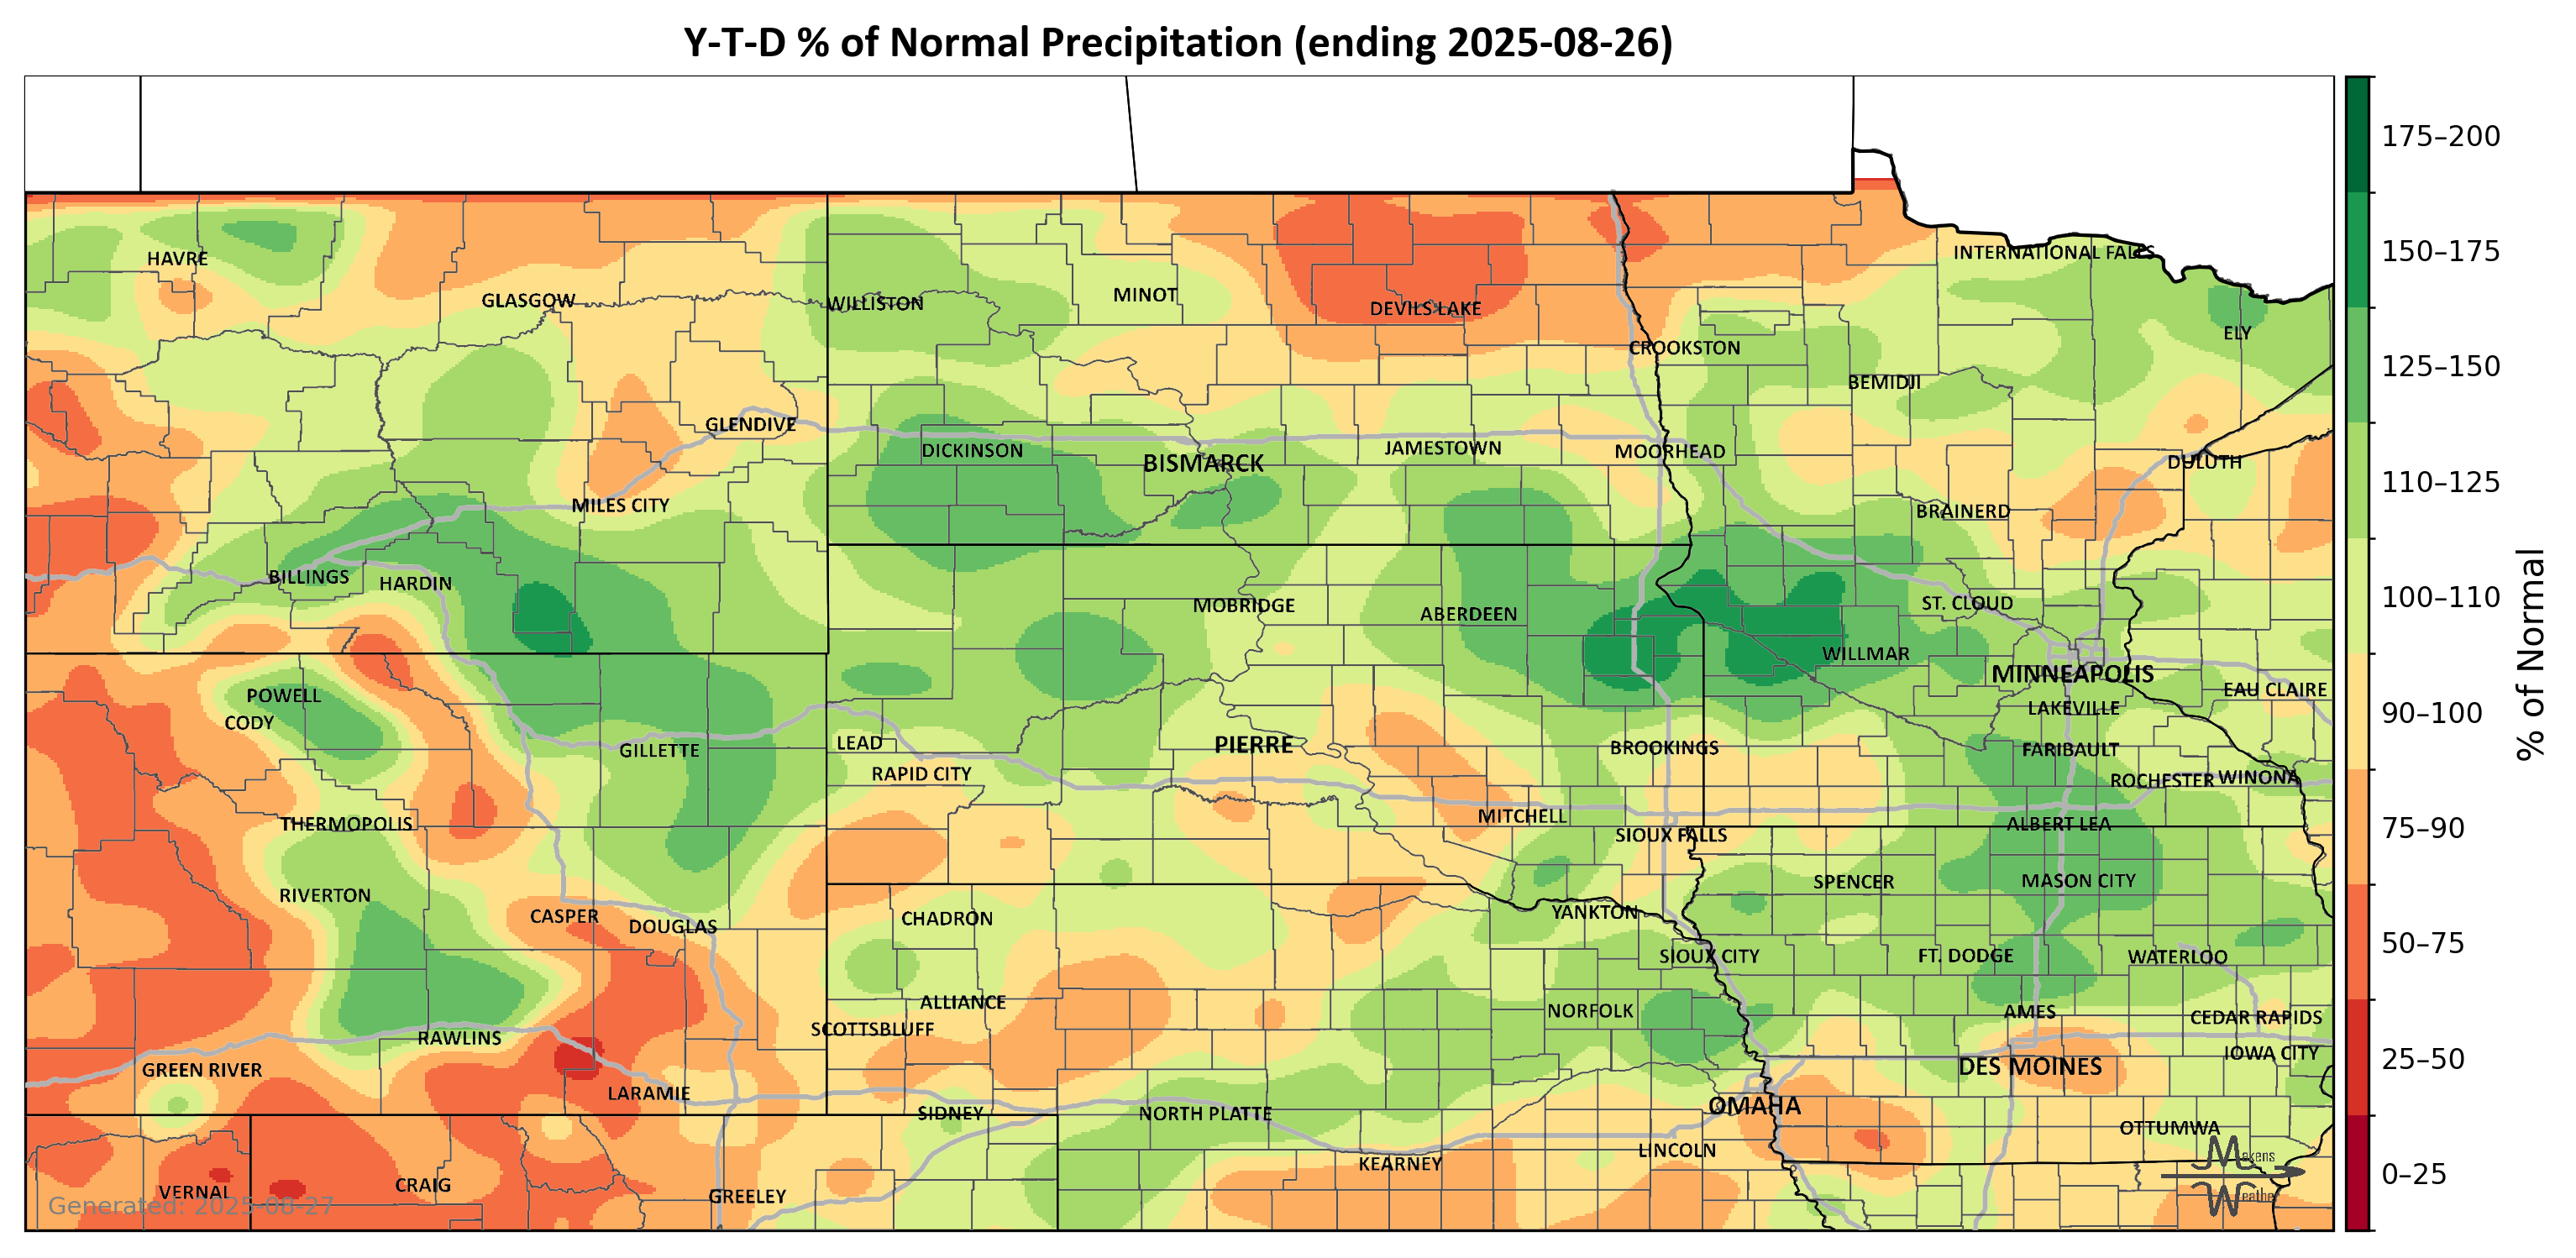 Y-T-D % of Normal Precipitation (ending 2025-08-26)
175–200
150–175
125–150
110–125
100–110
90–100
75–90
50–75
25–50
0–25
% of Normal
HAVRE
INTERNATIONAL FALLS
GLASGOW
WILLISTON
MINOT
DEVILS LAKE
ELY
CROOKSTON
BEMIDJI
GLENDIVE
DICKINSON
BISMARCK
JAMESTOWN
MOORHEAD
DULUTH
MILES CITY
BRAINERD
BILLINGS
HARDIN
MOBRIDGE
ABERDEEN
ST. CLOUD
WILLMAR
MINNEAPOLIS
POWELL
EAU CLAIRE
CODY
LAKEVILLE
GILLETTE
LEAD
PIERRE
BROOKINGS
FARIBAULT
RAPID CITY
ROCHESTER
WINONA
THERMOPOLIS
MITCHELL
ALBERT LEA
SIOUX FALLS
RIVERTON
SPENCER
MASON CITY
CASPER
DOUGLAS
CHADRON
YANKTON
SIOUX CITY
FT. DODGE
WATERLOO
ALLIANCE
NORFOLK
AMES
SCOTTSBLUFF
CEDAR RAPIDS
RAWLINS
IOWA CITY
GREEN RIVER
DES MOINES
LARAMIE
OMAHA
SIDNEY
NORTH PLATTE
OTTUMWA
LINCOLN
KEARNEY
VERNAL
CRAIG
GREELEY
Makens
Weather
Generated: 2025-08-27